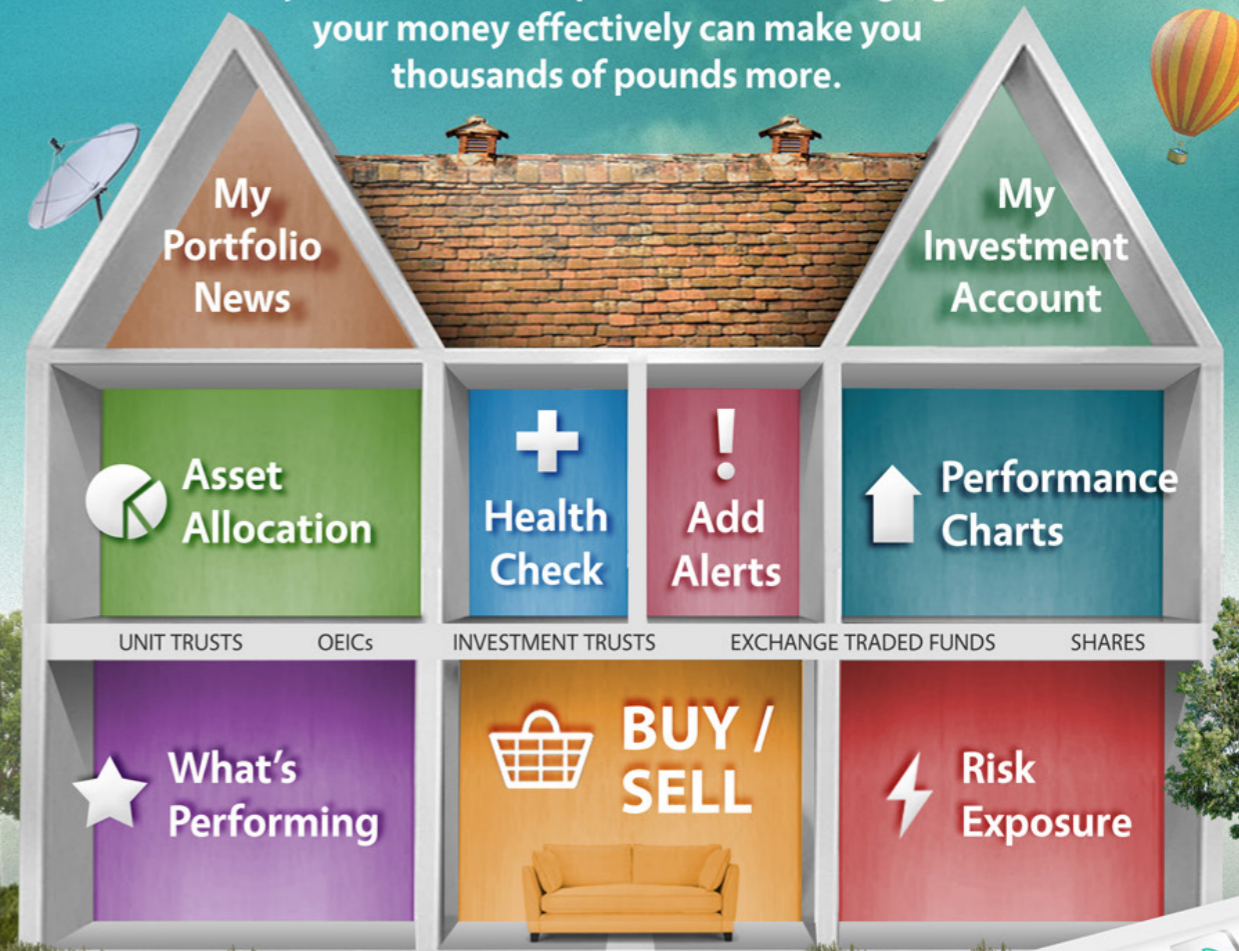 your money effectively can make you
thousands of pounds more.
My
Portfolio
News
My
Investment
Account
Asset
Allocation
Health
Check
Add
Alerts
Performance
Charts
UNIT TRUSTS OEICs INVESTMENT TRUSTS EXCHANGE TRADED FUNDS SHARES
What's
Performing
BUY /
SELL
Risk
Exposure